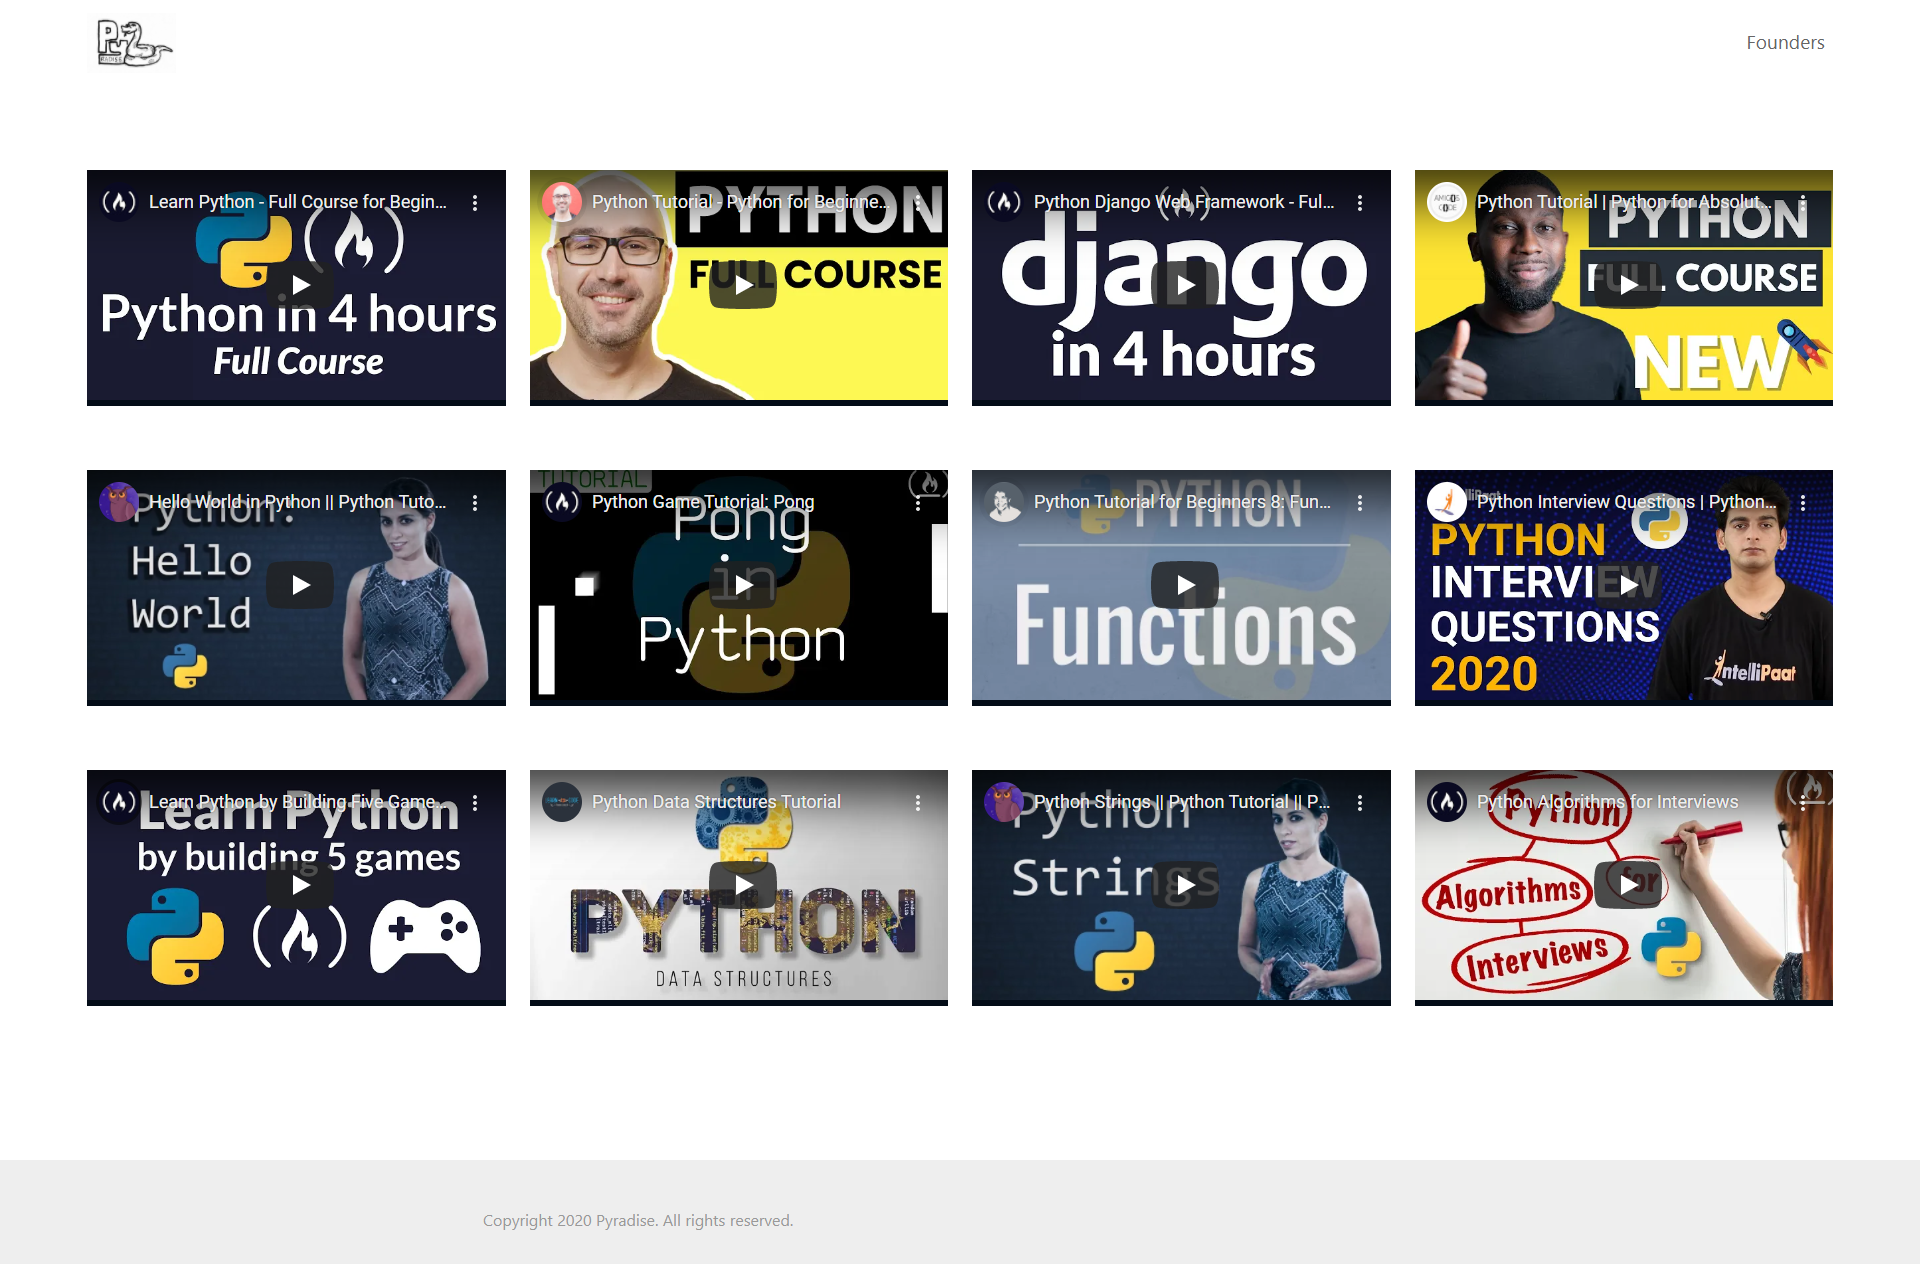 Py
Founders
Learn Python - Full Course for Begin...
Python in 4 hours
Full Course
Python Tutorial - Python for Beginne...
PYTHON
FULL COURSE
Python Django Web Framework - Ful...
django
in 4 hours
Python Tutorial | Python for Absolut...
AMIGOS
CODE
PYTHON
FULL COURSE
NEW
Hello World in Python || Python Tuto...
Python:
Hello
World
TUTORIAL
Python Game Tutorial: Pong
Pong
in
Python
Python Tutorial for Beginners 8: Fun...
PYTHON
Functions
Python Interview Questions | Python...
PYTHON
INTERVIEW
QUESTIONS
2020
IntelliPaat
Learn Python by Building Five Game...
Learn Python
by building 5 games
Python Data Structures Tutorial
PYTHON
DATA STRUCTURES
Python Strings || Python Tutorial || P...
Python
Strings
Python Algorithms for Interviews
Python
Algorithms
for
Interviews
Copyright 2020 Pyradise. All rights reserved.